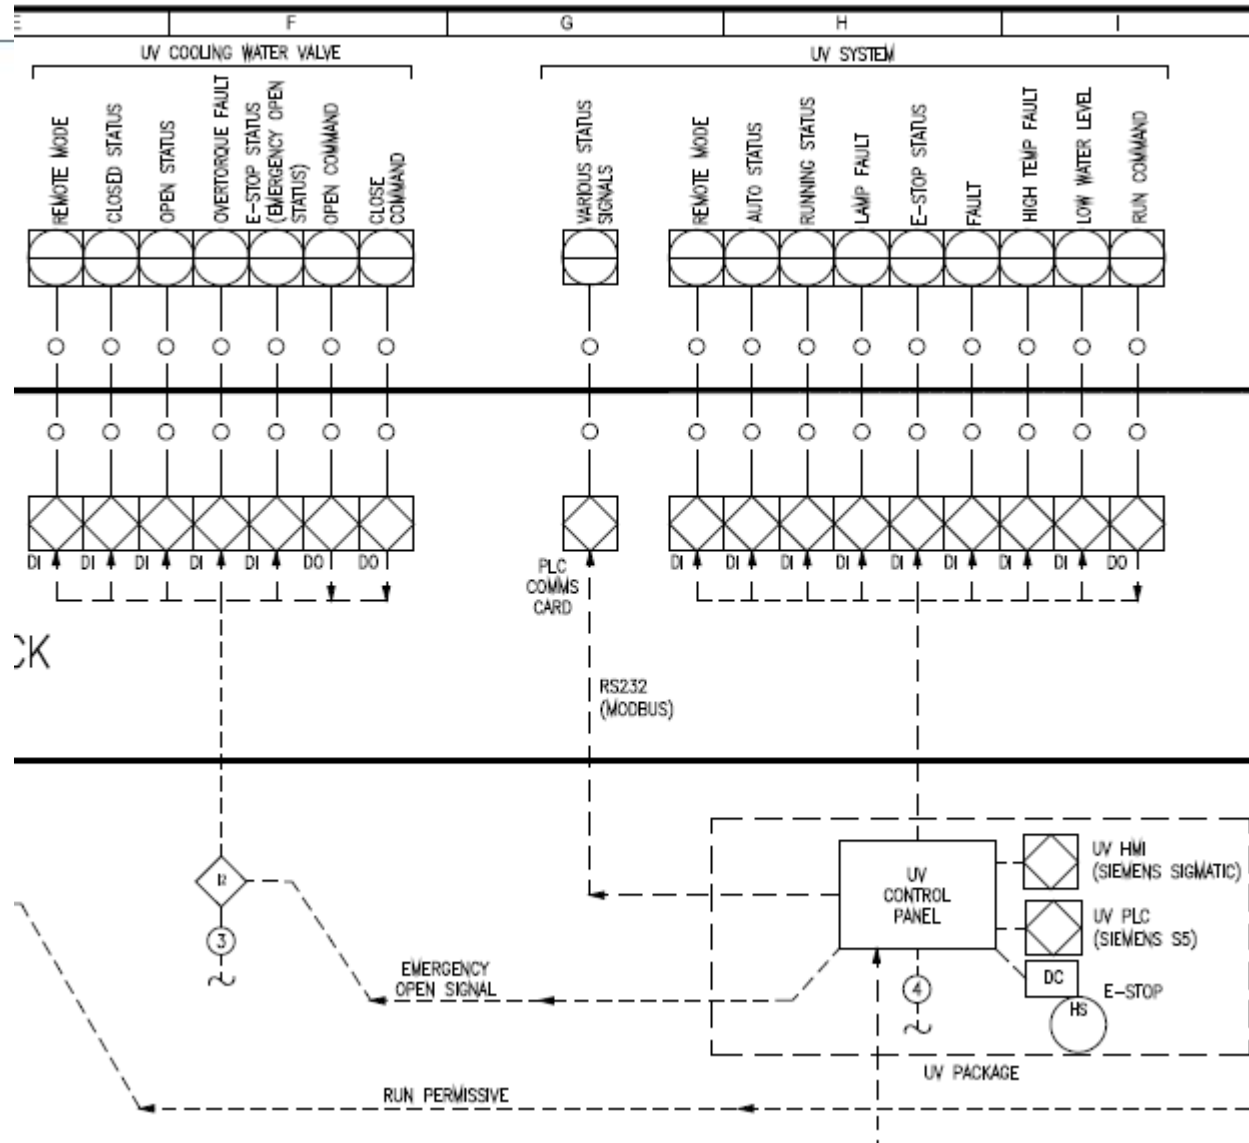 E F G H I
UV COOLING WATER VALVE
UV SYSTEM
REMOTE MODE
CLOSED STATUS
OPEN STATUS
OVERTORQUE FAULT
E-STOP STATUS
(EMERGENCY OPEN
STATUS)
OPEN COMMAND
CLOSE
COMMAND
VARIOUS STATUS
SIGNALS
REMOTE MODE
AUTO STATUS
RUNNING STATUS
LAMP FAULT
E-STOP STATUS
FAULT
HIGH TEMP FAULT
LOW WATER LEVEL
RUN COMMAND
DI DI DI DI DI DO DO
PLC
COMMS
CARD
DI DI DI DI DI DI DI DI DO
CK
RS232
(MODBUS)
UV
CONTROL
PANEL
UV HMI
(SIEMENS SIGMATIC)
UV PLC
(SIEMENS S5)
DC
E-STOP
HS
3
4
EMERGENCY
OPEN SIGNAL
UV PACKAGE
RUN PERMISSIVE